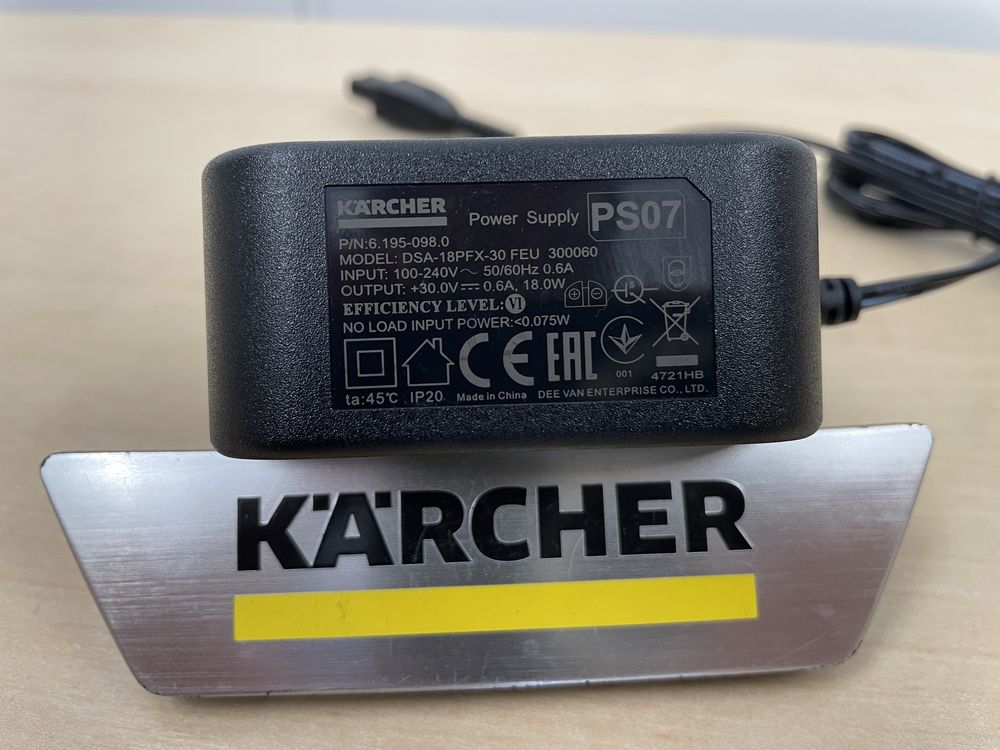 KÄRCHER Power Supply PS07
P/N:6.195-098.0
MODEL: DSA-18PFX-30 FEU 300060
INPUT: 100-240V ～ 50/60Hz 0.6A
OUTPUT: +30.0V⎓0.6A, 18.0W
EFFICIENCY LEVEL: VI
NO LOAD INPUT POWER:<0.075W
CE EAC
001 4721HB
ta:45℃ IP20 Made in China DEE VAN ENTERPRISE CO., LTD.
KÄRCHER